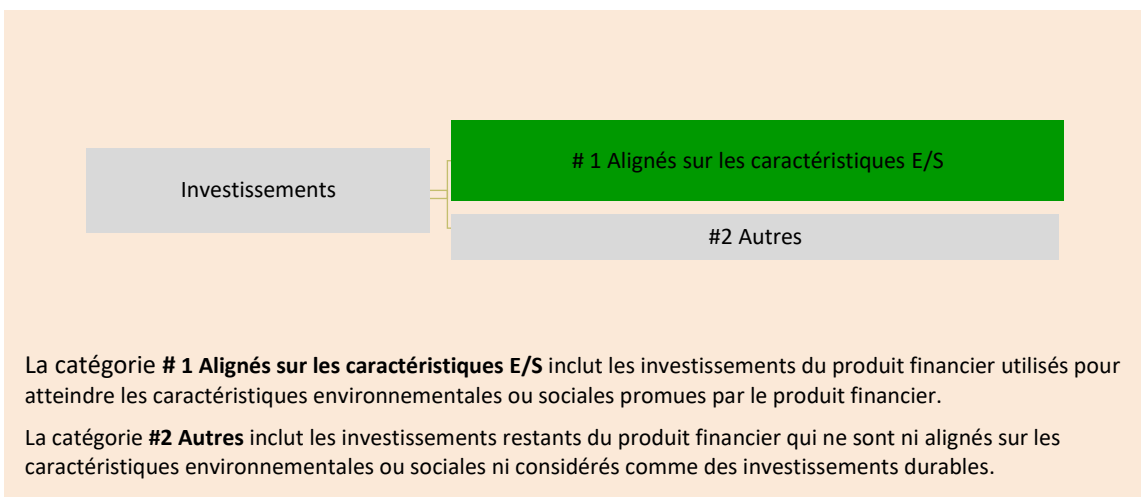 # 1 Alignés sur les caractéristiques E/S
Investissements
#2 Autres
La catégorie # 1 Alignés sur les caractéristiques E/S inclut les investissements du produit financier utilisés pour
atteindre les caractéristiques environnementales ou sociales promues par le produit financier.
La catégorie #2 Autres inclut les investissements restants du produit financier qui ne sont ni alignés sur les
caractéristiques environnementales ou sociales ni considérés comme des investissements durables.